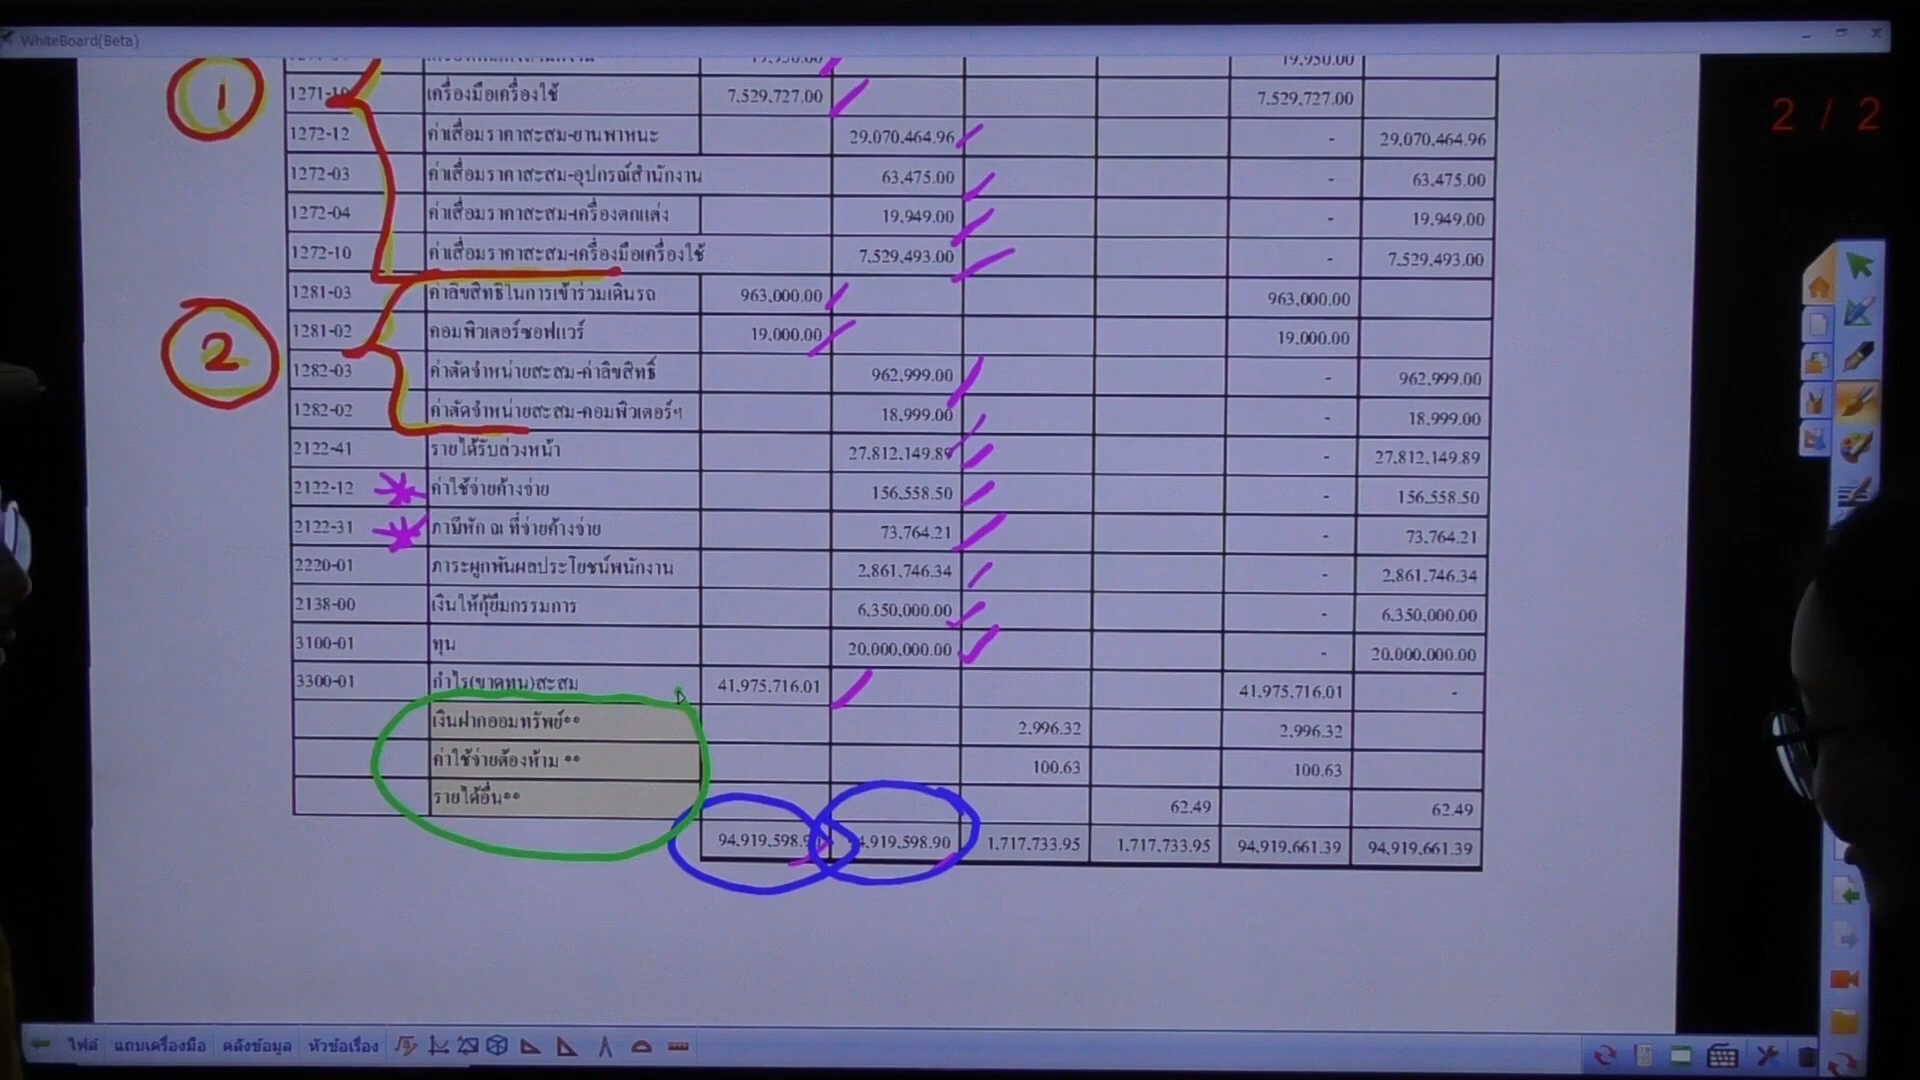 WhiteBoard(Beta)
2 / 2
1
19,950.00
1271-10 เครื่องมือเครื่องใช้ 7,529,727.00 7,529,727.00
1272-12 ค่าเสื่อมราคาสะสม-ยานพาหนะ 29,070,464.96 - 29,070,464.96
1272-03 ค่าเสื่อมราคาสะสม-อุปกรณ์สำนักงาน 63,475.00 - 63,475.00
1272-04 ค่าเสื่อมราคาสะสม-เครื่องตกแต่ง 19,949.00 - 19,949.00
1272-10 ค่าเสื่อมราคาสะสม-เครื่องมือเครื่องใช้ 7,529,493.00 - 7,529,493.00
2
1281-03 ค่าลิขสิทธิ์ในการเข้าร่วมเดินรถ 963,000.00 963,000.00
1281-02 คอมพิวเตอร์ซอฟแวร์ 19,000.00 19,000.00
1282-03 ค่าตัดจำหน่ายสะสม-ค่าลิขสิทธิ์ 962,999.00 - 962,999.00
1282-02 ค่าตัดจำหน่ายสะสม-คอมพิวเตอร์ฯ 18,999.00 - 18,999.00
2122-41 รายได้รับล่วงหน้า 27,812,149.89 - 27,812,149.89
2122-12 ค่าใช้จ่ายค้างจ่าย 156,558.50 - 156,558.50
2122-31 ภาษีหัก ณ ที่จ่ายค้างจ่าย 73,764.21 - 73,764.21
2220-01 ภาระผูกพันผลประโยชน์พนักงาน 2,861,746.34 - 2,861,746.34
2138-00 เงินให้กู้ยืมกรรมการ 6,350,000.00 - 6,350,000.00
3100-01 ทุน 20,000,000.00 - 20,000,000.00
3300-01 กำไร(ขาดทุน)สะสม 41,975,716.01 41,975,716.01 -
เงินฝากออมทรัพย์** 2,996.32 2,996.32
ค่าใช้จ่ายต้องห้าม ** 100.63 100.63
รายได้อื่น** 62.49 62.49
94,919,598.90 4,919,598.90 1,717,733.95 1,717,733.95 94,919,661.39 94,919,661.39
ไฟล์ แถบเครื่องมือ คลังข้อมูล หัวข้อเรื่อง